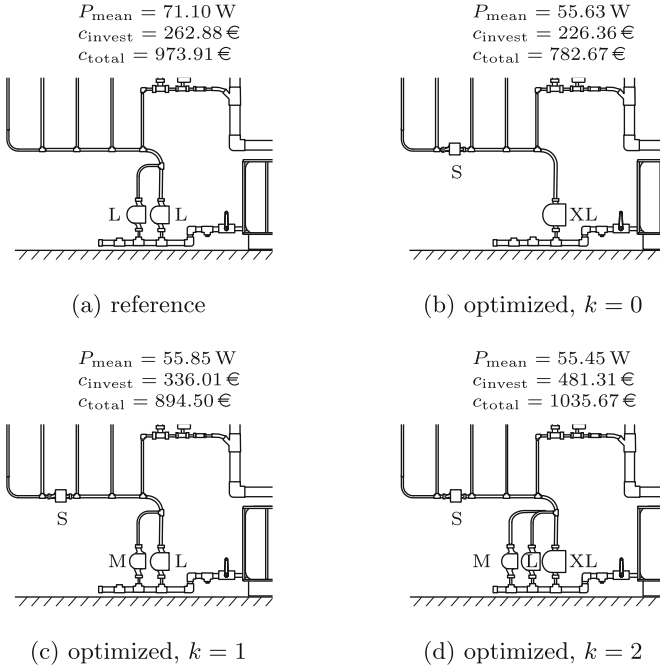 P_mean = 71.10 W
c_invest = 262.88 €
c_total = 973.91 €
L L
(a) reference
P_mean = 55.63 W
c_invest = 226.36 €
c_total = 782.67 €
S
XL
(b) optimized, k = 0
P_mean = 55.85 W
c_invest = 336.01 €
c_total = 894.50 €
S
M L
(c) optimized, k = 1
P_mean = 55.45 W
c_invest = 481.31 €
c_total = 1035.67 €
S
M L XL
(d) optimized, k = 2